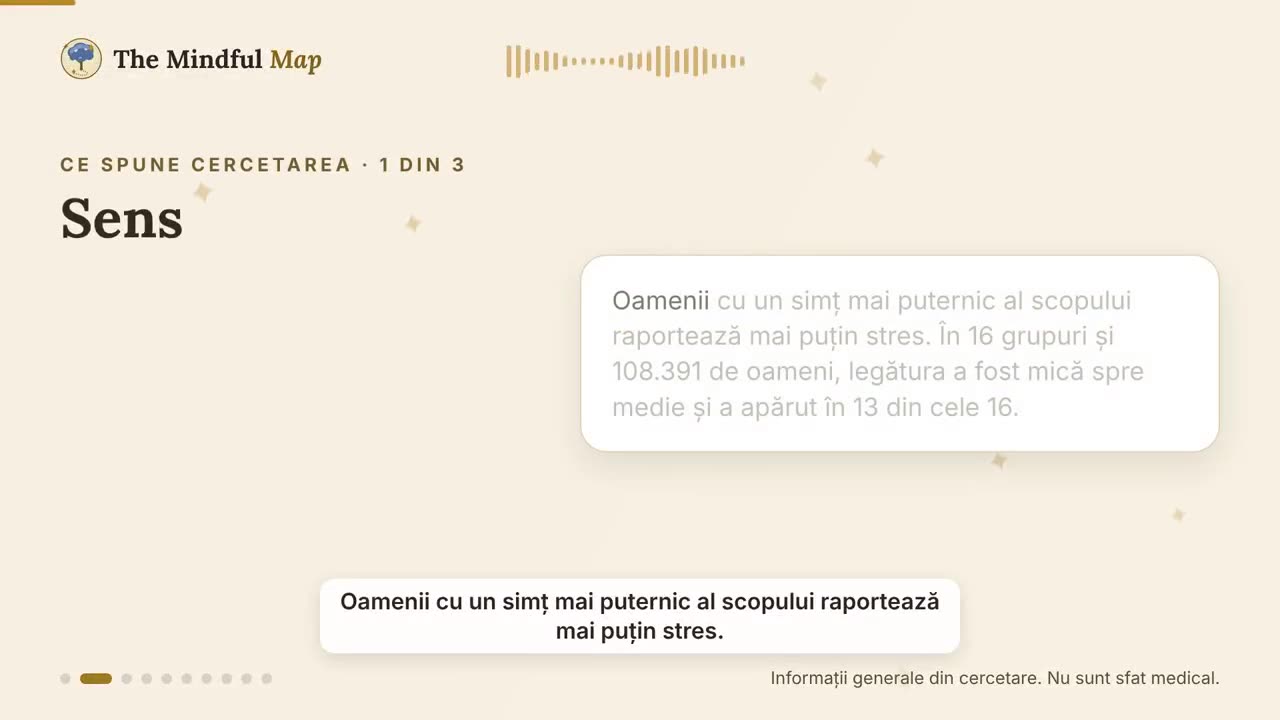 The Mindful Map
CE SPUNE CERCETAREA · 1 DIN 3
Sens
Oamenii cu un simț mai puternic al scopului
raportează mai puțin stres. În 16 grupuri și
108.391 de oameni, legătura a fost mică spre
medie și a apărut în 13 din cele 16.
Oamenii cu un simț mai puternic al scopului raportează
mai puțin stres.
Informații generale din cercetare. Nu sunt sfat medical.